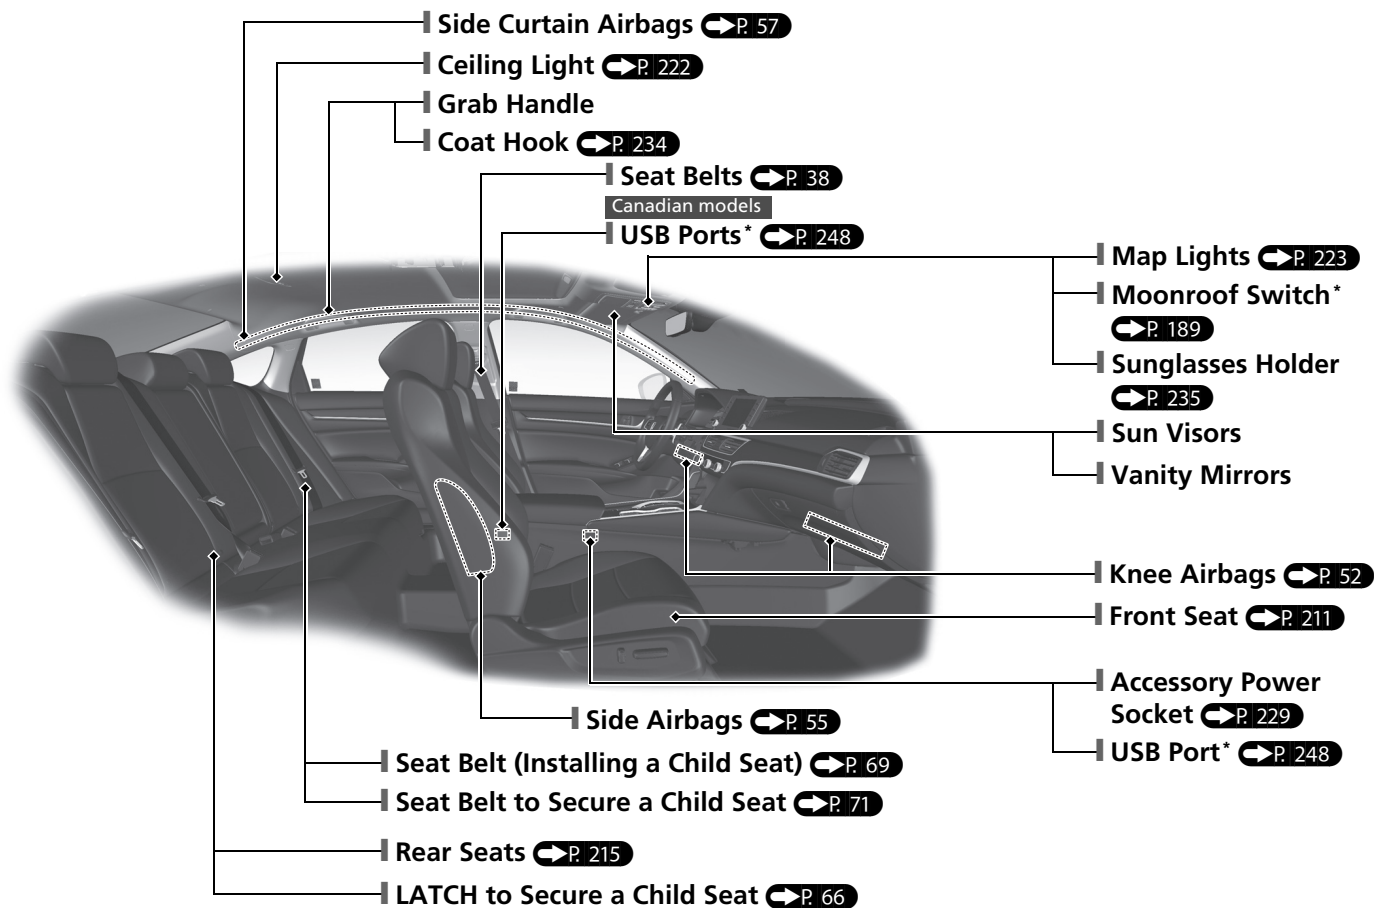 Side Curtain Airbags P. 57
Ceiling Light P. 222
Grab Handle
Coat Hook P. 234
Seat Belts P. 38
Canadian models
USB Ports* P. 248
Map Lights P. 223
Moonroof Switch*
P. 189
Sunglasses Holder
P. 235
Sun Visors
Vanity Mirrors
Knee Airbags P. 52
Front Seat P. 211
Accessory Power
Socket P. 229
USB Port* P. 248
Side Airbags P. 55
Seat Belt (Installing a Child Seat) P. 69
Seat Belt to Secure a Child Seat P. 71
Rear Seats P. 215
LATCH to Secure a Child Seat P. 66